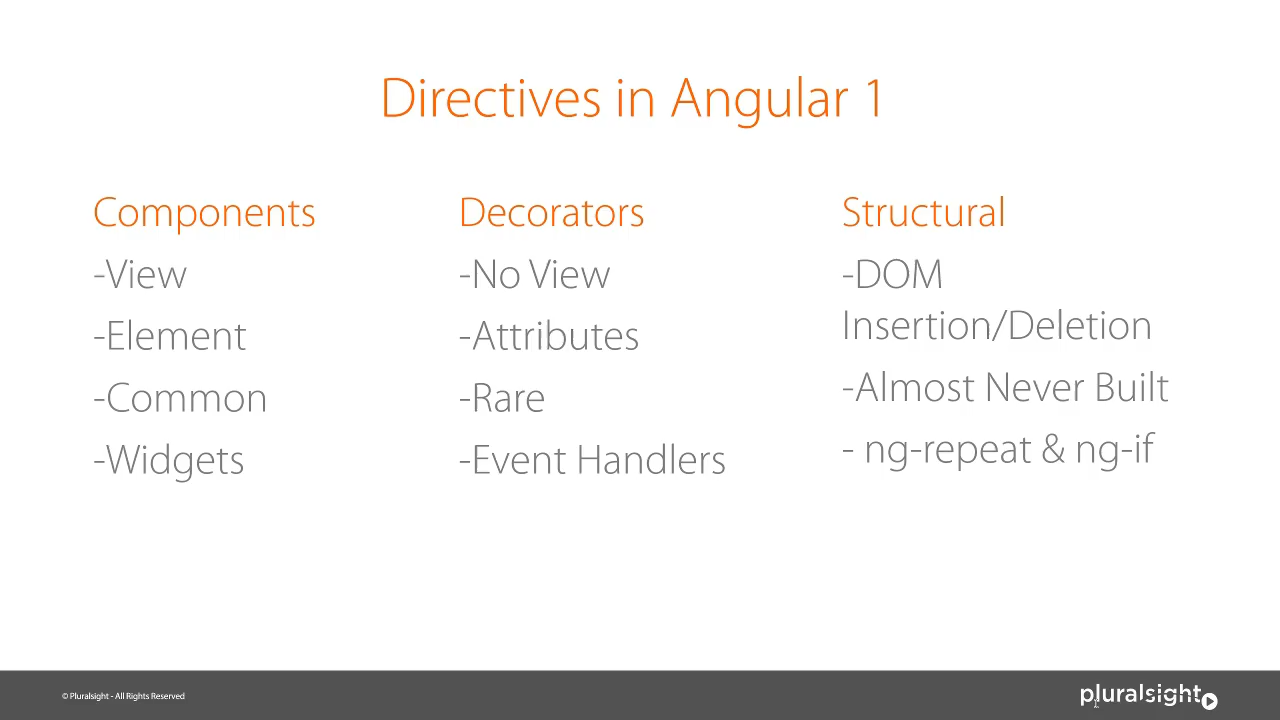 Directives in Angular 1
Components
-View
-Element
-Common
-Widgets
Decorators
-No View
-Attributes
-Rare
-Event Handlers
Structural
-DOM
Insertion/Deletion
-Almost Never Built
- ng-repeat & ng-if
© Pluralsight - All Rights Reserved
pluralsight